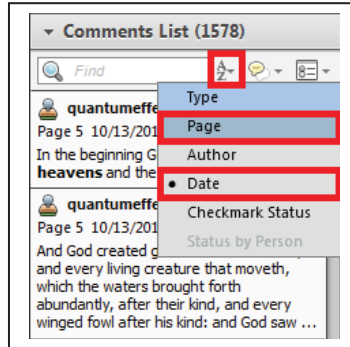 Comments List (1578)
Find
Type
Page
Author
Date
Checkmark Status
Status by Person
quantumeffe
Page 5 10/13/201
In the beginning G
heavens and the
quantumeffe
Page 5 10/13/201
And God created g
and every living creature that moveth,
which the waters brought forth
abundantly, after their kind, and every
winged fowl after his kind: and God saw ...